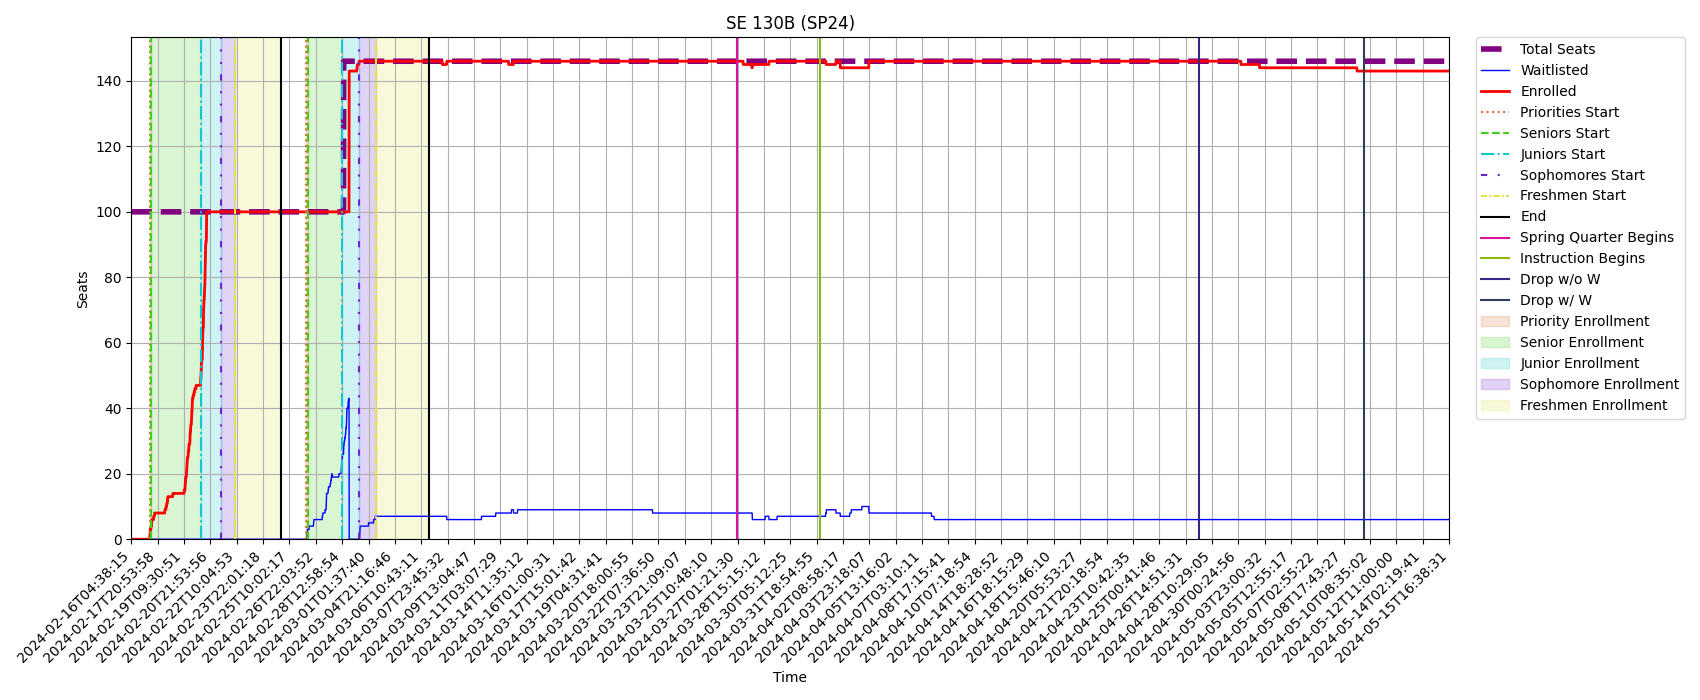 SE 130B (SP24)
Seats
140
120
100
80
60
40
20
0
2024-02-16T04:38:15
2024-02-17T20:53:58
2024-02-19T09:30:51
2024-02-20T21:53:56
2024-02-22T10:04:53
2024-02-23T22:01:18
2024-02-25T10:02:17
2024-02-26T22:03:52
2024-02-28T12:58:54
2024-03-01T01:37:40
2024-03-04T21:16:46
2024-03-06T10:43:11
2024-03-07T23:45:32
2024-03-09T13:04:47
2024-03-11T03:07:29
2024-03-14T11:35:12
2024-03-16T01:00:31
2024-03-17T15:01:42
2024-03-19T04:31:41
2024-03-20T18:00:55
2024-03-22T07:36:50
2024-03-23T21:09:07
2024-03-25T10:48:10
2024-03-27T01:21:30
2024-03-28T15:15:12
2024-03-30T05:12:25
2024-03-31T18:54:55
2024-04-02T08:58:17
2024-04-03T23:18:07
2024-04-05T13:16:02
2024-04-07T03:10:11
2024-04-08T17:15:41
2024-04-10T07:18:54
2024-04-14T18:28:52
2024-04-16T18:15:29
2024-04-18T15:46:10
2024-04-20T05:53:27
2024-04-21T20:18:54
2024-04-23T10:42:35
2024-04-25T00:41:46
2024-04-26T14:51:31
2024-04-28T10:29:05
2024-04-30T00:24:56
2024-05-03T23:00:32
2024-05-05T12:55:17
2024-05-07T02:55:22
2024-05-08T17:43:27
2024-05-10T08:35:02
2024-05-12T11:00:00
2024-05-14T02:19:41
2024-05-15T16:38:31
Time
Total Seats
Waitlisted
Enrolled
Priorities Start
Seniors Start
Juniors Start
Sophomores Start
Freshmen Start
End
Spring Quarter Begins
Instruction Begins
Drop w/o W
Drop w/ W
Priority Enrollment
Senior Enrollment
Junior Enrollment
Sophomore Enrollment
Freshmen Enrollment